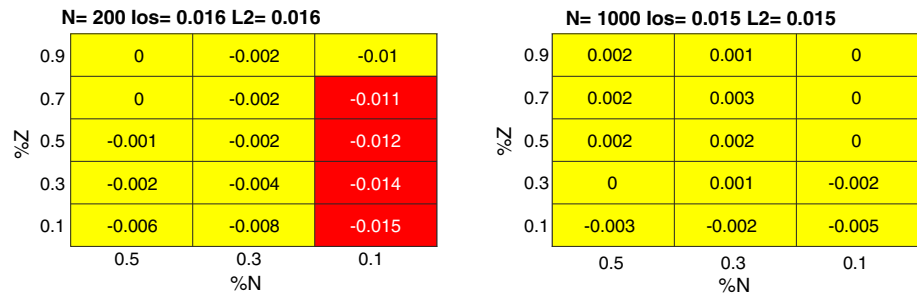 N= 200 los= 0.016 L2= 0.016
0.9 0 -0.002 -0.01
0.7 0 -0.002 -0.011
0.5 -0.001 -0.002 -0.012
0.3 -0.002 -0.004 -0.014
0.1 -0.006 -0.008 -0.015
%Z
0.5 0.3 0.1
%N
N= 1000 los= 0.015 L2= 0.015
0.9 0.002 0.001 0
0.7 0.002 0.003 0
0.5 0.002 0.002 0
0.3 0 0.001 -0.002
0.1 -0.003 -0.002 -0.005
%Z
0.5 0.3 0.1
%N